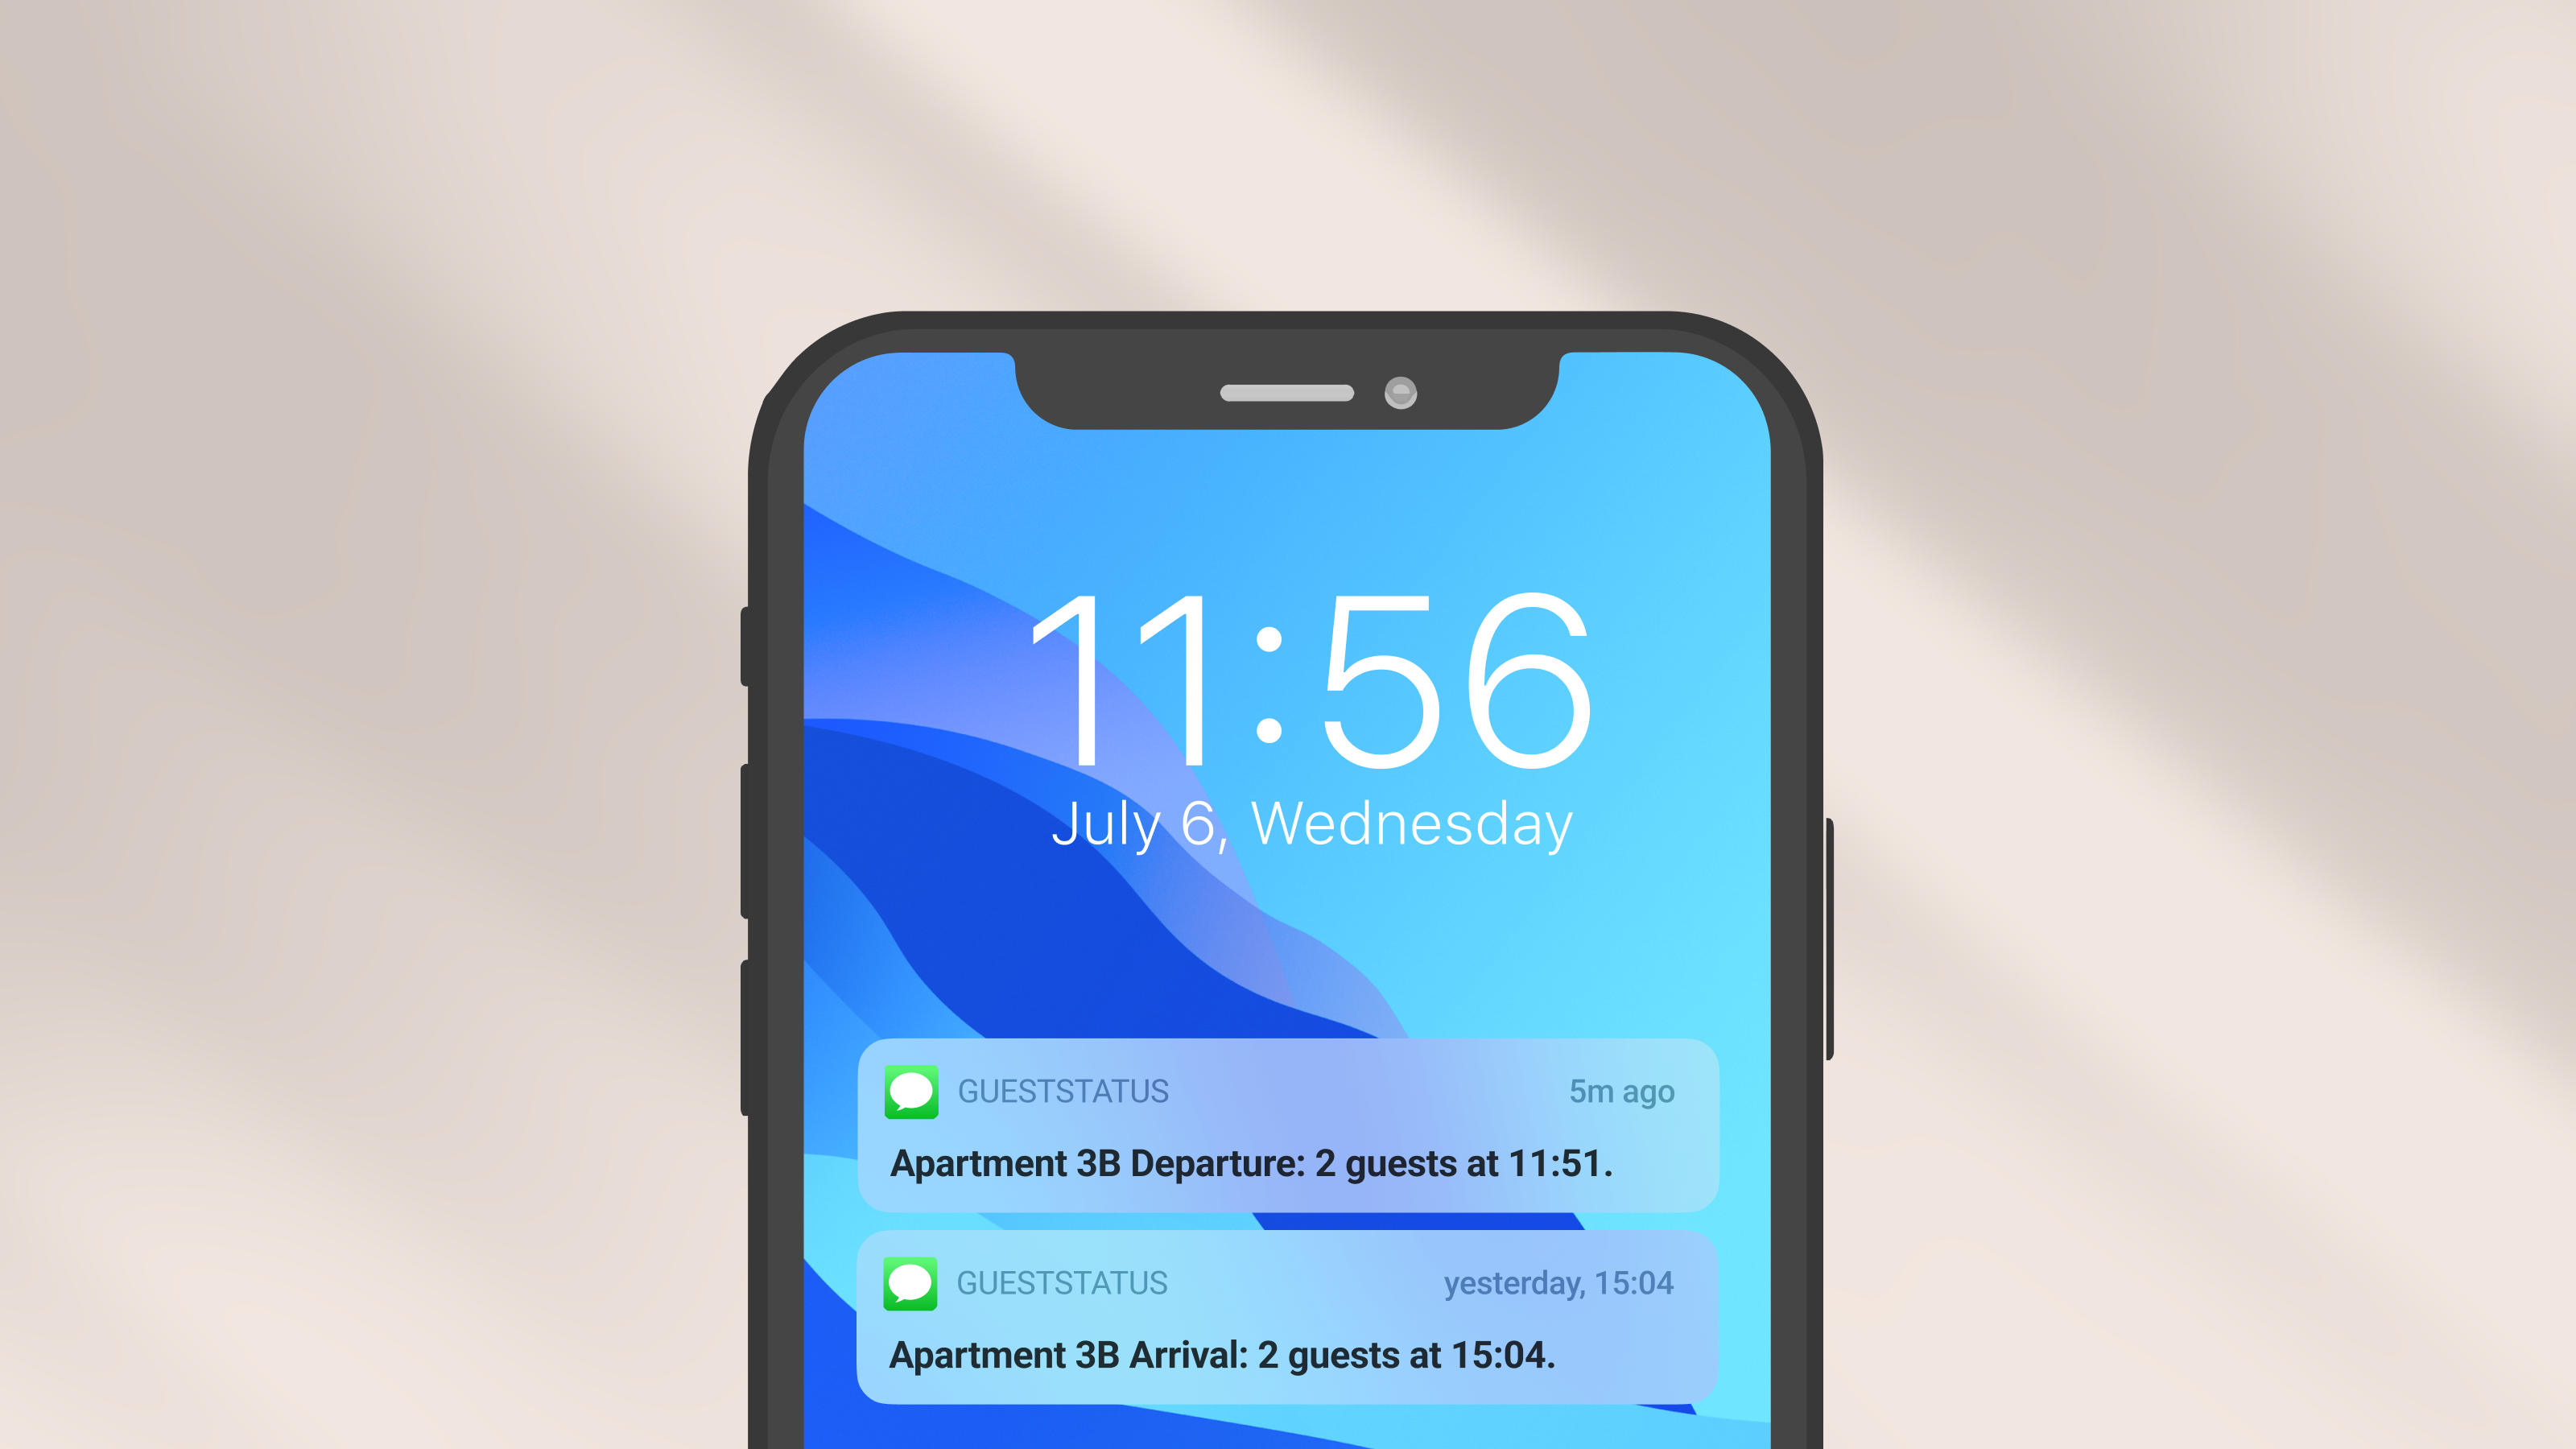 11:56
July 6, Wednesday
GUESTSTATUS 5m ago
Apartment 3B Departure: 2 guests at 11:51.
GUESTSTATUS yesterday, 15:04
Apartment 3B Arrival: 2 guests at 15:04.